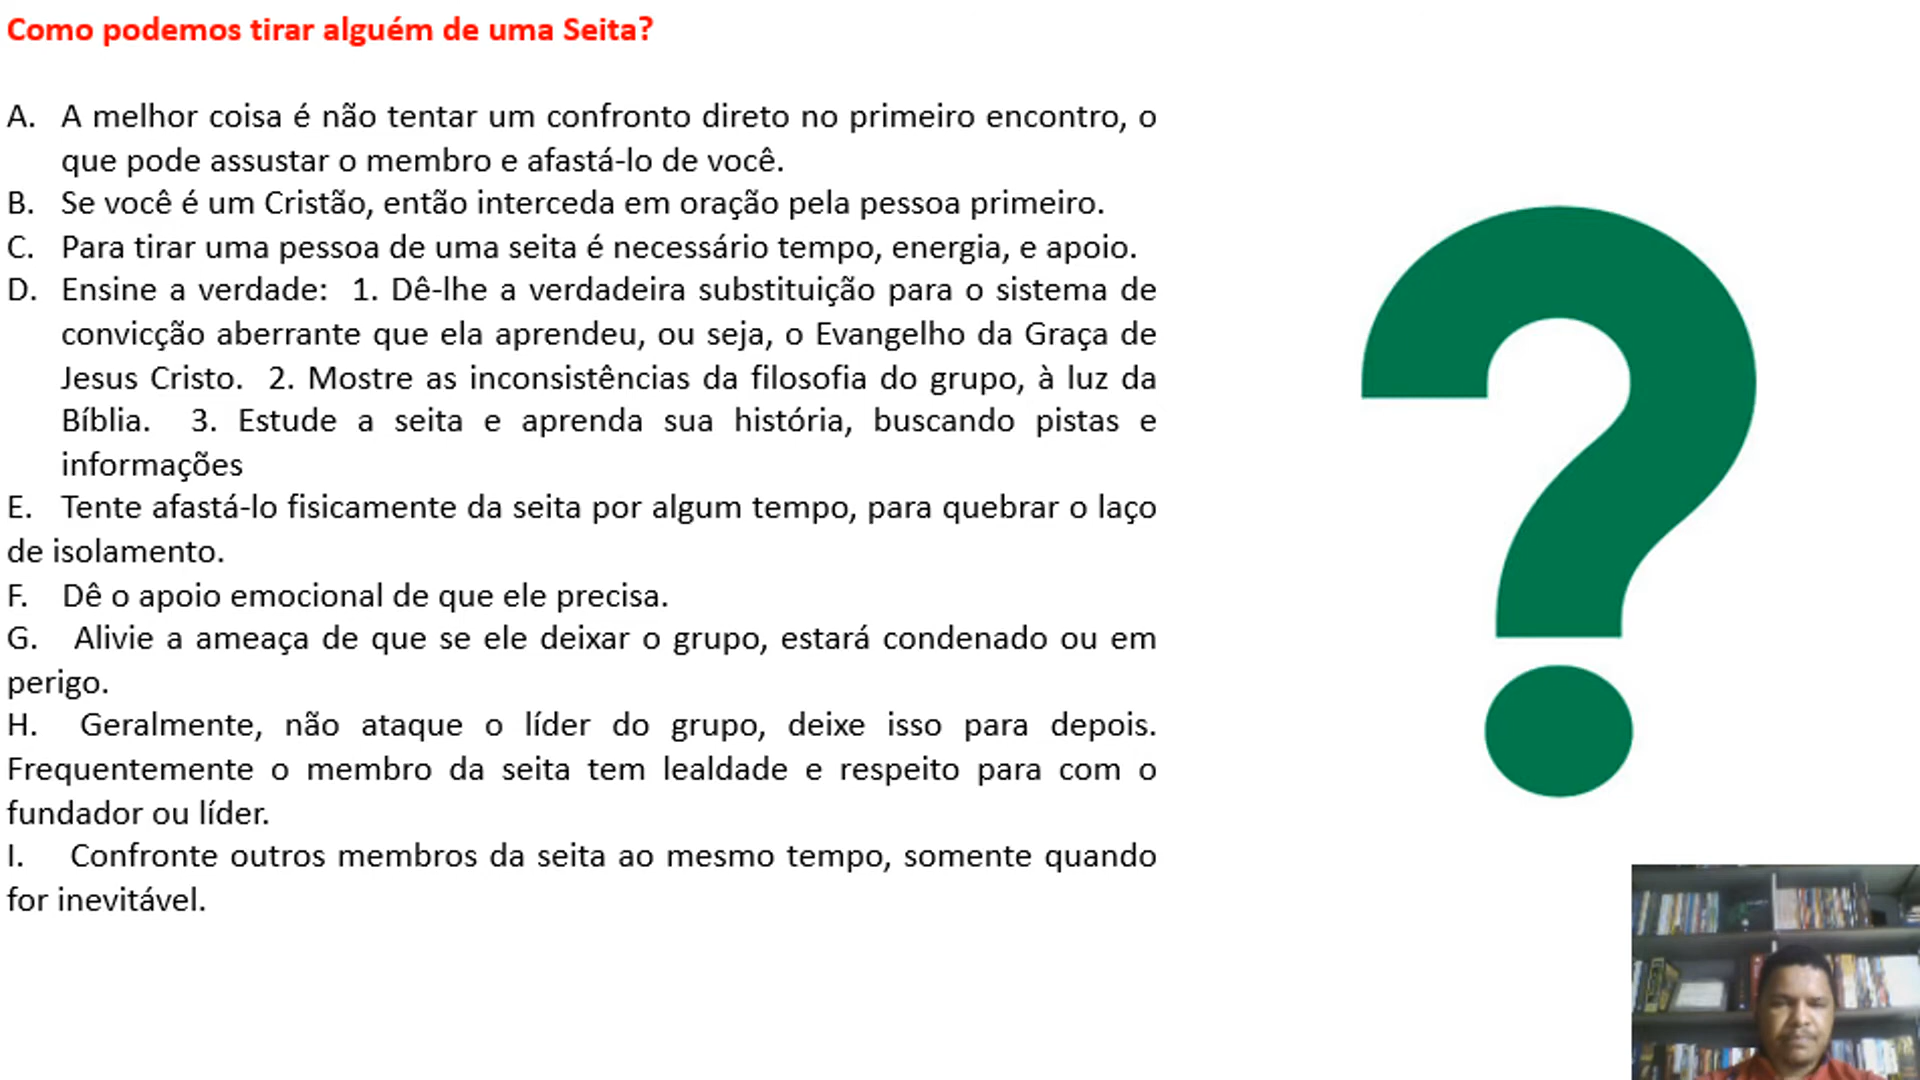 Como podemos tirar alguém de uma Seita?
A. A melhor coisa é não tentar um confronto direto no primeiro encontro, o
que pode assustar o membro e afastá-lo de você.
B. Se você é um Cristão, então interceda em oração pela pessoa primeiro.
C. Para tirar uma pessoa de uma seita é necessário tempo, energia, e apoio.
D. Ensine a verdade: 1. Dê-lhe a verdadeira substituição para o sistema de
convicção aberrante que ela aprendeu, ou seja, o Evangelho da Graça de
Jesus Cristo. 2. Mostre as inconsistências da filosofia do grupo, à luz da
Bíblia. 3. Estude a seita e aprenda sua história, buscando pistas e
informações
E. Tente afastá-lo fisicamente da seita por algum tempo, para quebrar o laço
de isolamento.
F. Dê o apoio emocional de que ele precisa.
G. Alivie a ameaça de que se ele deixar o grupo, estará condenado ou em
perigo.
H. Geralmente, não ataque o líder do grupo, deixe isso para depois.
Frequentemente o membro da seita tem lealdade e respeito para com o
fundador ou líder.
I. Confronte outros membros da seita ao mesmo tempo, somente quando
for inevitável.